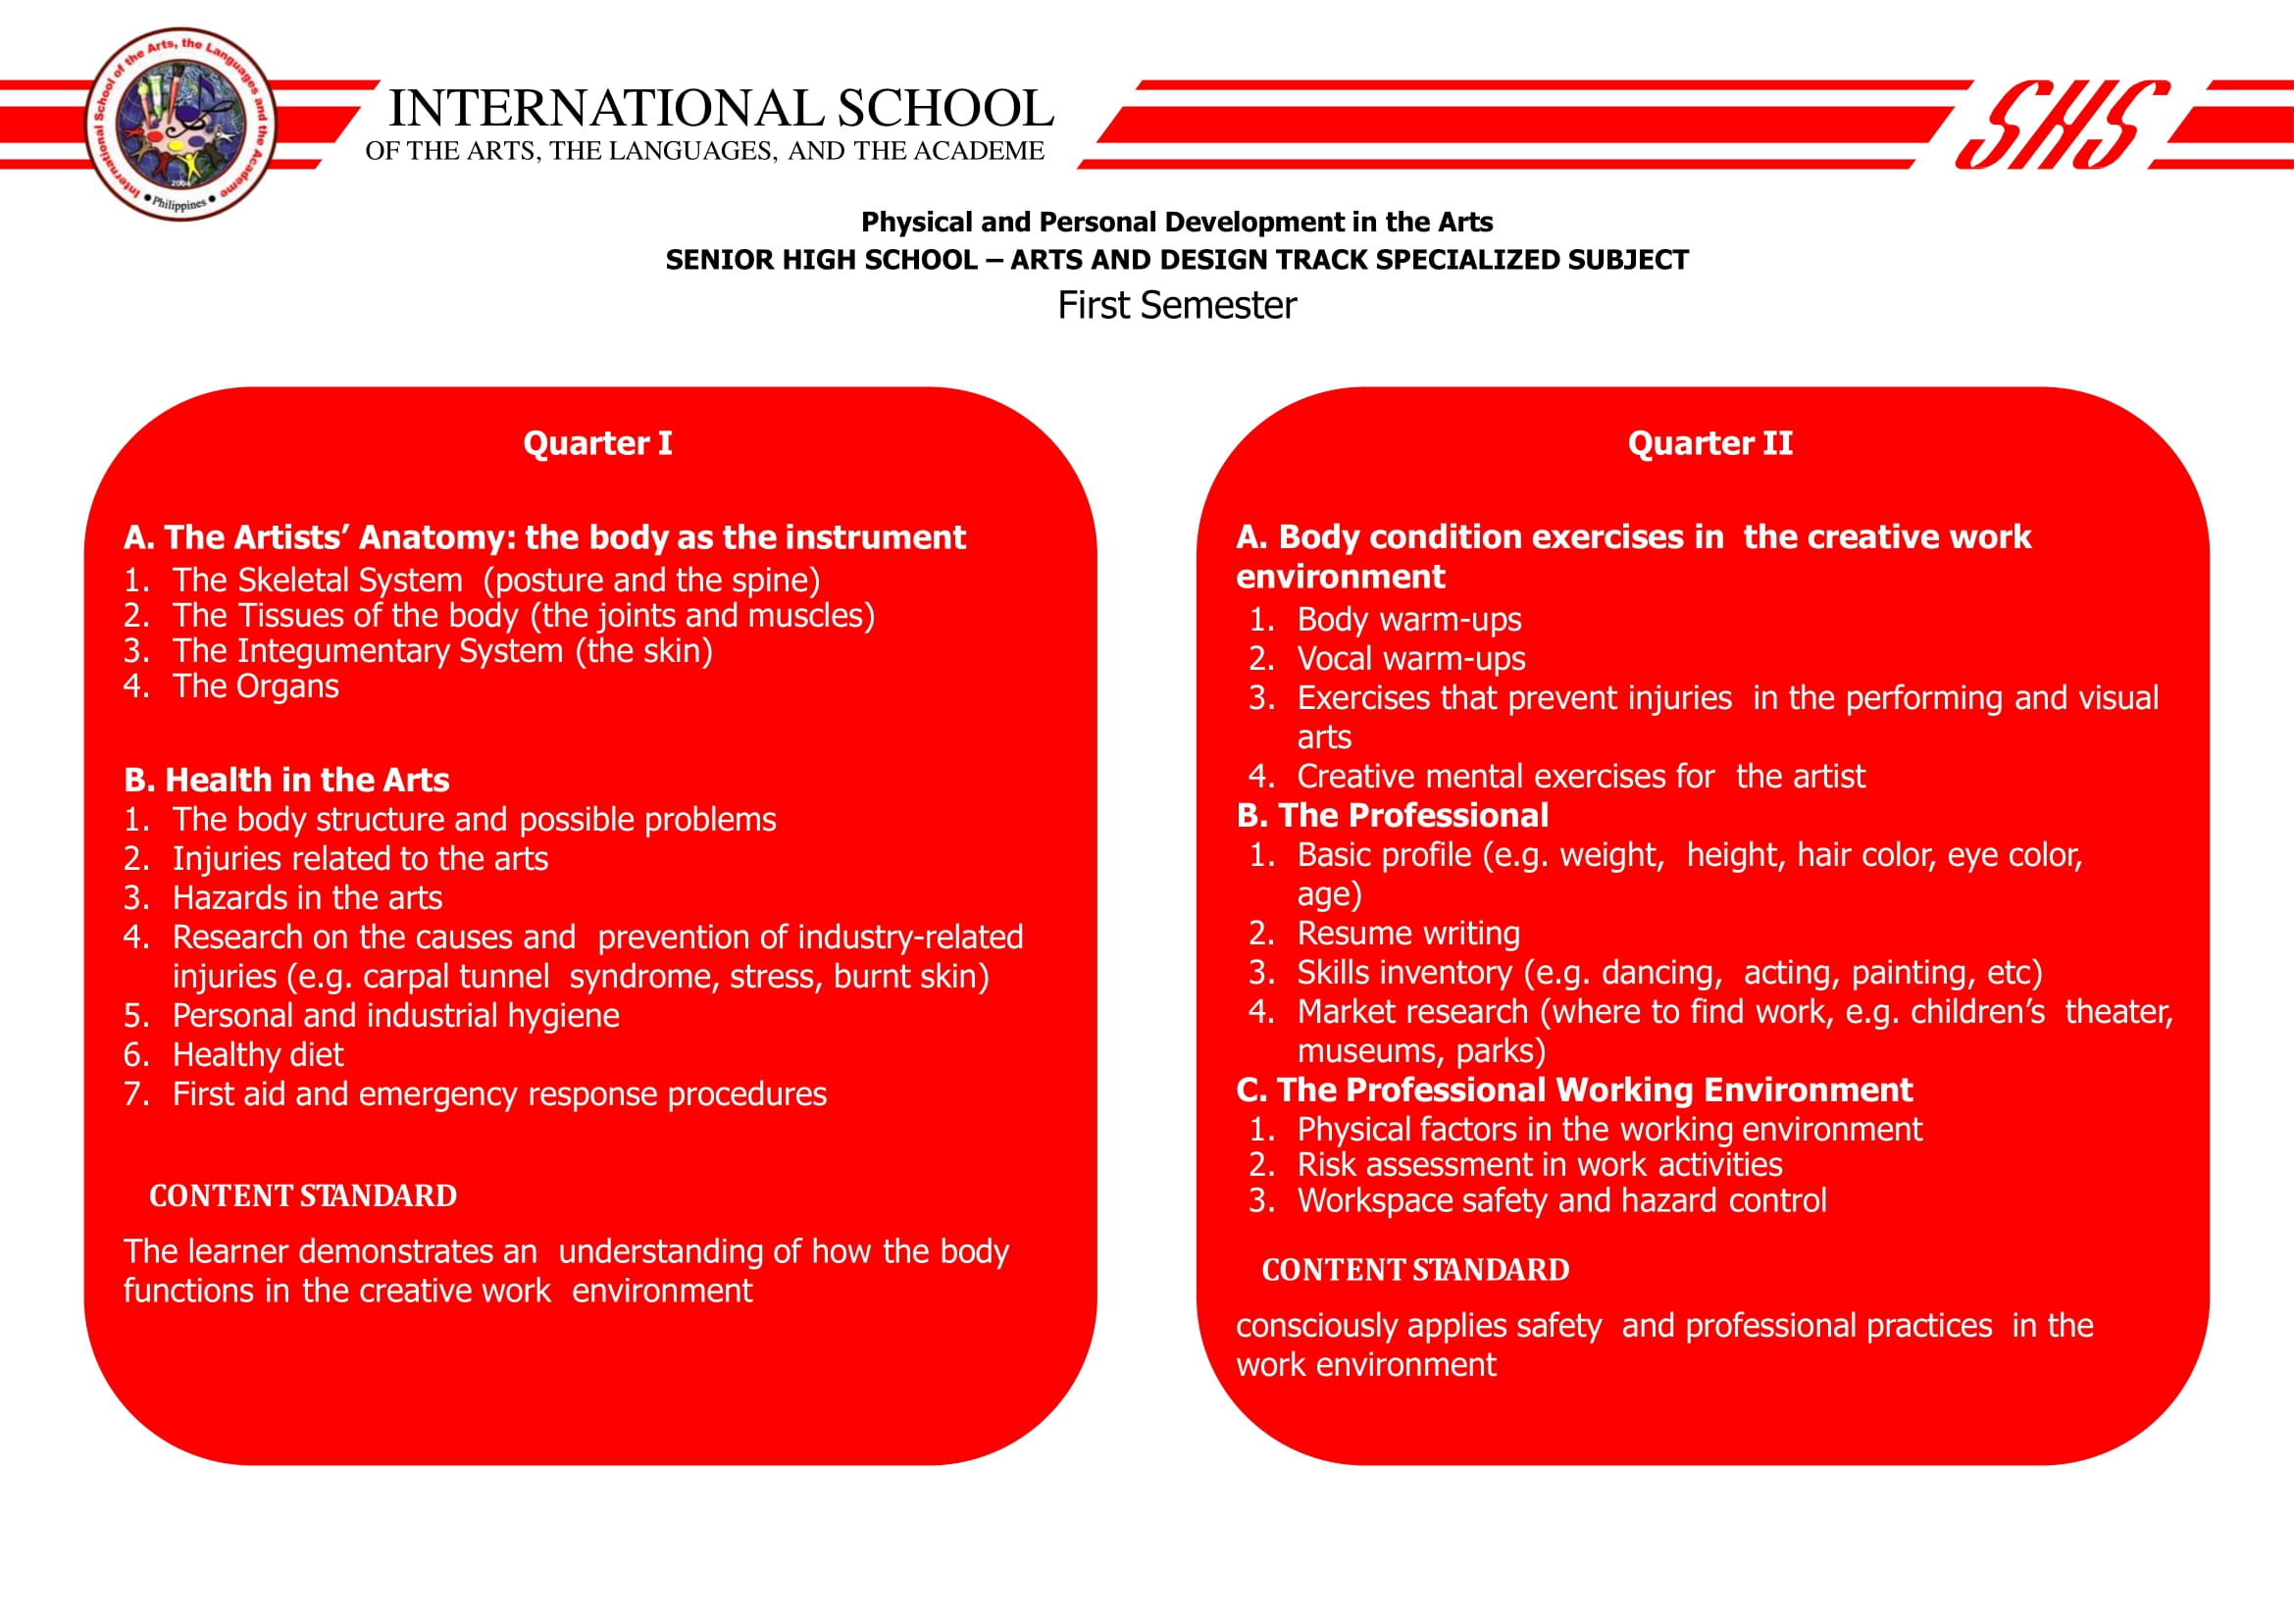 International School of the Arts, the Languages and the Academe
2004
Philippines
INTERNATIONAL SCHOOL
OF THE ARTS, THE LANGUAGES, AND THE ACADEME
SHS
Physical and Personal Development in the Arts
SENIOR HIGH SCHOOL – ARTS AND DESIGN TRACK SPECIALIZED SUBJECT
First Semester
Quarter I
A. The Artists’ Anatomy: the body as the instrument
1. The Skeletal System (posture and the spine)
2. The Tissues of the body (the joints and muscles)
3. The Integumentary System (the skin)
4. The Organs
B. Health in the Arts
1. The body structure and possible problems
2. Injuries related to the arts
3. Hazards in the arts
4. Research on the causes and prevention of industry-related
injuries (e.g. carpal tunnel syndrome, stress, burnt skin)
5. Personal and industrial hygiene
6. Healthy diet
7. First aid and emergency response procedures
CONTENT STANDARD
The learner demonstrates an understanding of how the body
functions in the creative work environment
Quarter II
A. Body condition exercises in the creative work
environment
1. Body warm-ups
2. Vocal warm-ups
3. Exercises that prevent injuries in the performing and visual
arts
4. Creative mental exercises for the artist
B. The Professional
1. Basic profile (e.g. weight, height, hair color, eye color,
age)
2. Resume writing
3. Skills inventory (e.g. dancing, acting, painting, etc)
4. Market research (where to find work, e.g. children’s theater,
museums, parks)
C. The Professional Working Environment
1. Physical factors in the working environment
2. Risk assessment in work activities
3. Workspace safety and hazard control
CONTENT STANDARD
consciously applies safety and professional practices in the
work environment